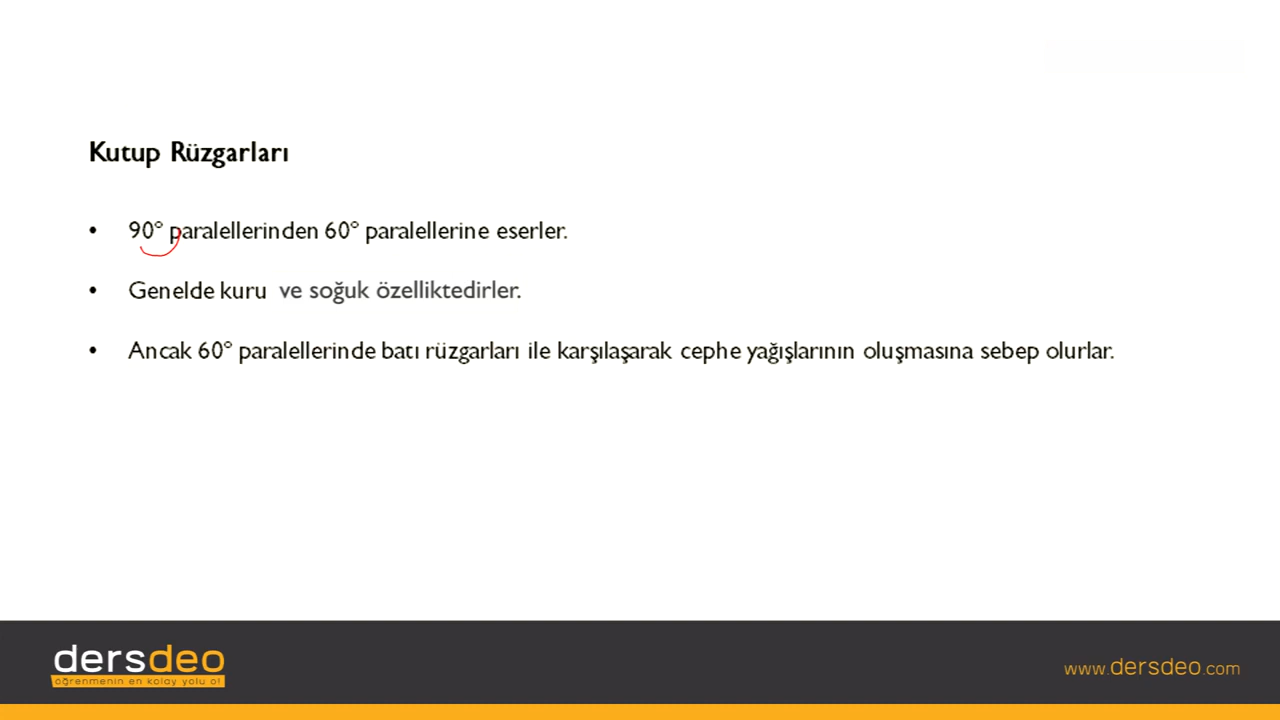 Kutup Rüzgarları
• 90° paralellerinden 60° paralellerine eserler.
• Genelde kuru ve soğuk özelliktedirler.
• Ancak 60° paralellerinde batı rüzgarları ile karşılaşarak cephe yağışlarının oluşmasına sebep olurlar.
dersdeo
öğrenmenin en kolay yolu o!
www.dersdeo.com